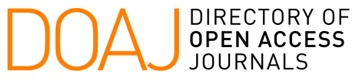 DOAJ
DIRECTORY OF
OPEN ACCESS
JOURNALS